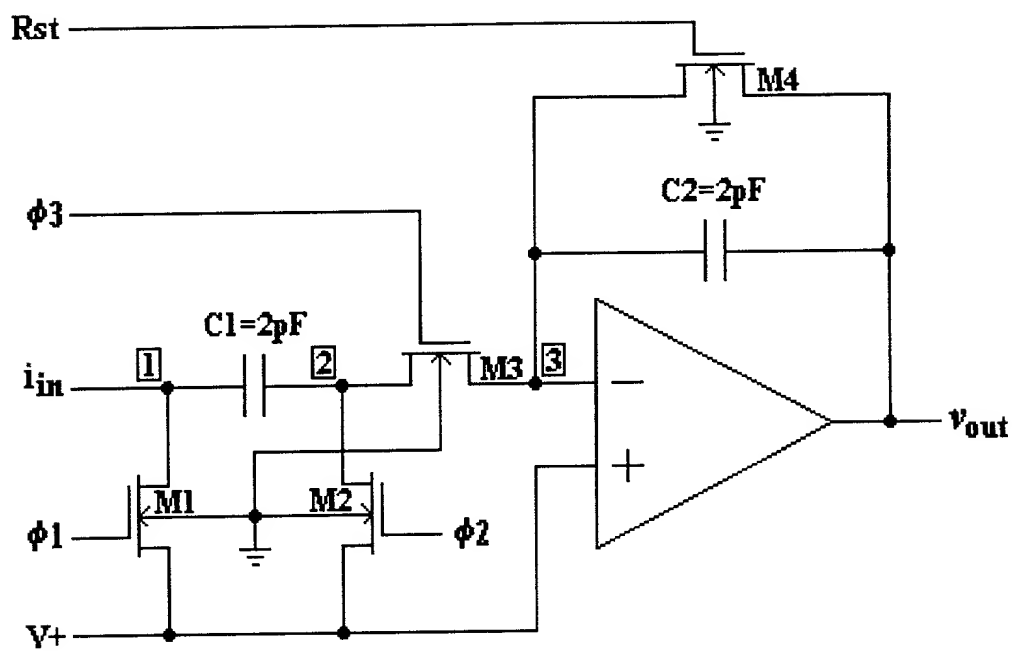 Rst
M4
C2=2pF
ϕ3
C1=2pF
1
2
M3
3
i_in
−
+
v_out
M1
M2
ϕ1
ϕ2
V+